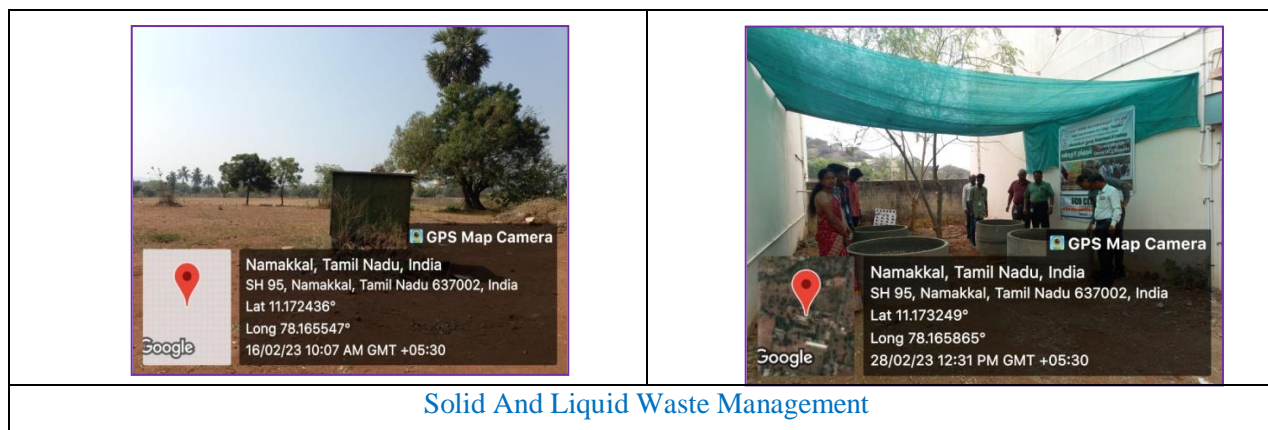 GPS Map Camera
Namakkal, Tamil Nadu, India
SH 95, Namakkal, Tamil Nadu 637002, India
Lat 11.172436°
Long 78.165547°
16/02/23 10:07 AM GMT +05:30
Google
GPS Map Camera
Namakkal, Tamil Nadu, India
SH 95, Namakkal, Tamil Nadu 637002, India
Lat 11.173249°
Long 78.165865°
28/02/23 12:31 PM GMT +05:30
Google
Solid And Liquid Waste Management